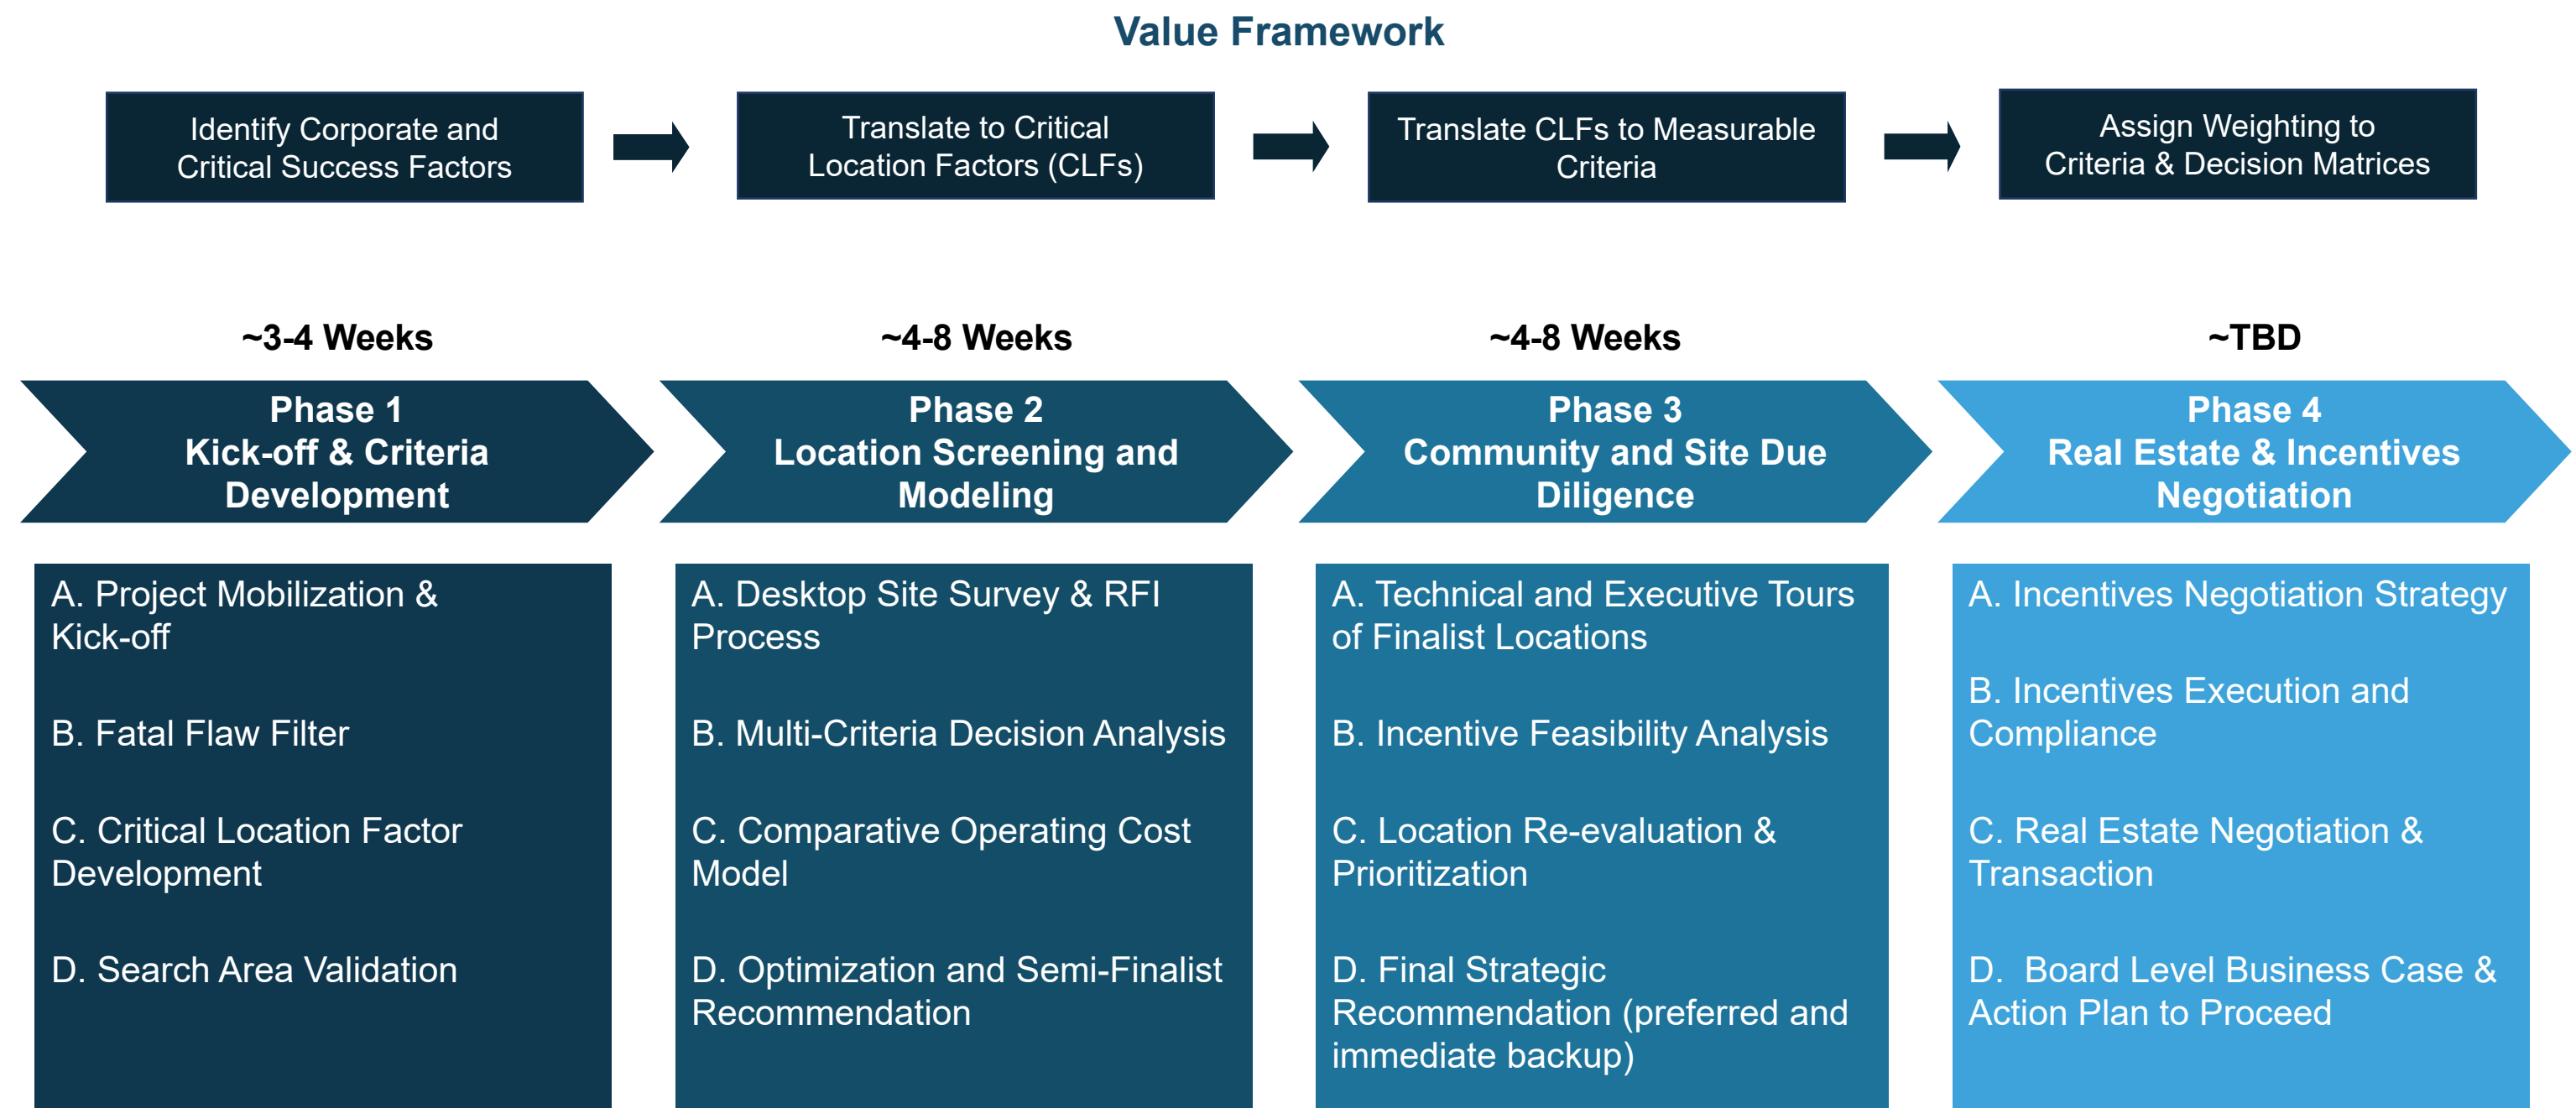 Value Framework
Identify Corporate and
Critical Success Factors
Translate to Critical
Location Factors (CLFs)
Translate CLFs to Measurable
Criteria
Assign Weighting to
Criteria & Decision Matrices
~3-4 Weeks
~4-8 Weeks
~4-8 Weeks
~TBD
Phase 1
Kick-off & Criteria
Development
Phase 2
Location Screening and
Modeling
Phase 3
Community and Site Due
Diligence
Phase 4
Real Estate & Incentives
Negotiation
A. Project Mobilization &
Kick-off
B. Fatal Flaw Filter
C. Critical Location Factor
Development
D. Search Area Validation
A. Desktop Site Survey & RFI
Process
B. Multi-Criteria Decision Analysis
C. Comparative Operating Cost
Model
D. Optimization and Semi-Finalist
Recommendation
A. Technical and Executive Tours
of Finalist Locations
B. Incentive Feasibility Analysis
C. Location Re-evaluation &
Prioritization
D. Final Strategic
Recommendation (preferred and
immediate backup)
A. Incentives Negotiation Strategy
B. Incentives Execution and
Compliance
C. Real Estate Negotiation &
Transaction
D.  Board Level Business Case &
Action Plan to Proceed